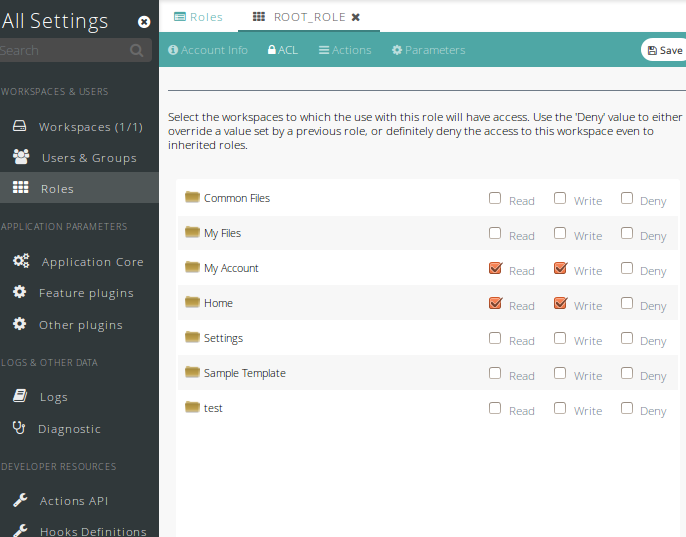 All Settings
Search
WORKSPACES & USERS
Workspaces (1/1)
Users & Groups
Roles
APPLICATION PARAMETERS
Application Core
Feature plugins
Other plugins
LOGS & OTHER DATA
Logs
Diagnostic
DEVELOPER RESOURCES
Actions API
Hooks Definitions
Roles
ROOT_ROLE
Account Info
ACL
Actions
Parameters
Save
Select the workspaces to which the use with this role will have access. Use the 'Deny' value to either
override a value set by a previous role, or definitely deny the access to this workspace even to
inherited roles.
Common Files Read Write Deny
My Files Read Write Deny
My Account Read Write Deny
Home Read Write Deny
Settings Read Write Deny
Sample Template Read Write Deny
test Read Write Deny